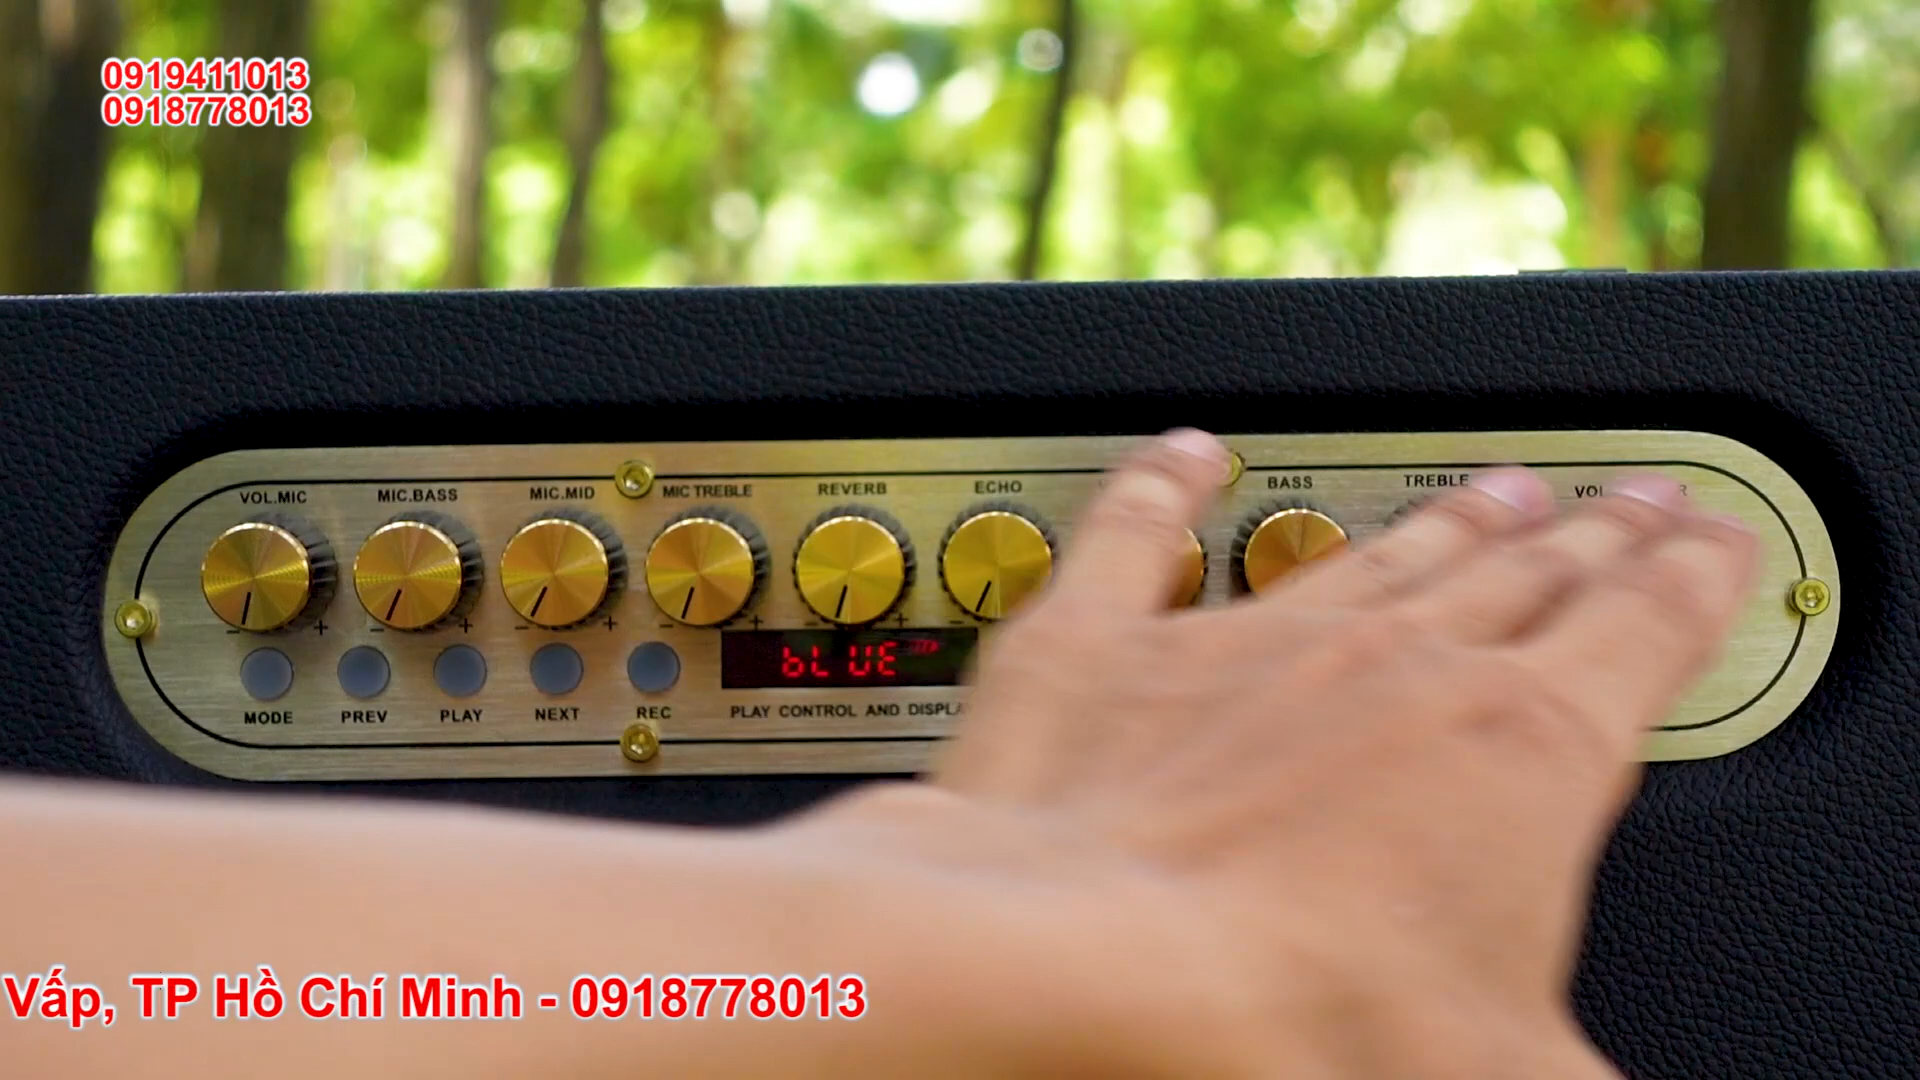 0919411013
0918778013
VOL.MIC MIC.BASS MIC.MID MIC TREBLE REVERB ECHO BASS TREBLE
- + - + - + - + - + -
bLUE
MODE PREV PLAY NEXT REC PLAY CONTROL AND
Vấp, TP Hồ Chí Minh - 0918778013